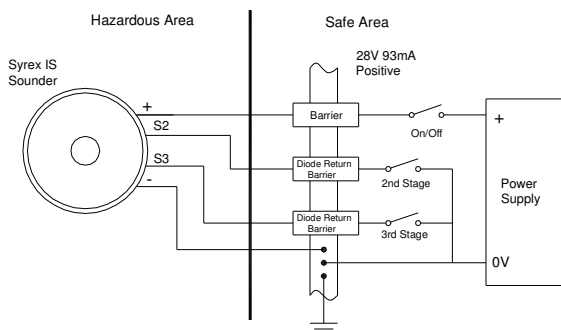 Hazardous Area
Safe Area
Syrex IS
Sounder
28V 93mA
Positive
+
S2
S3
-
Barrier
On/Off
Diode Return
Barrier
2nd Stage
Diode Return
Barrier
3rd Stage
+
Power
Supply
0V